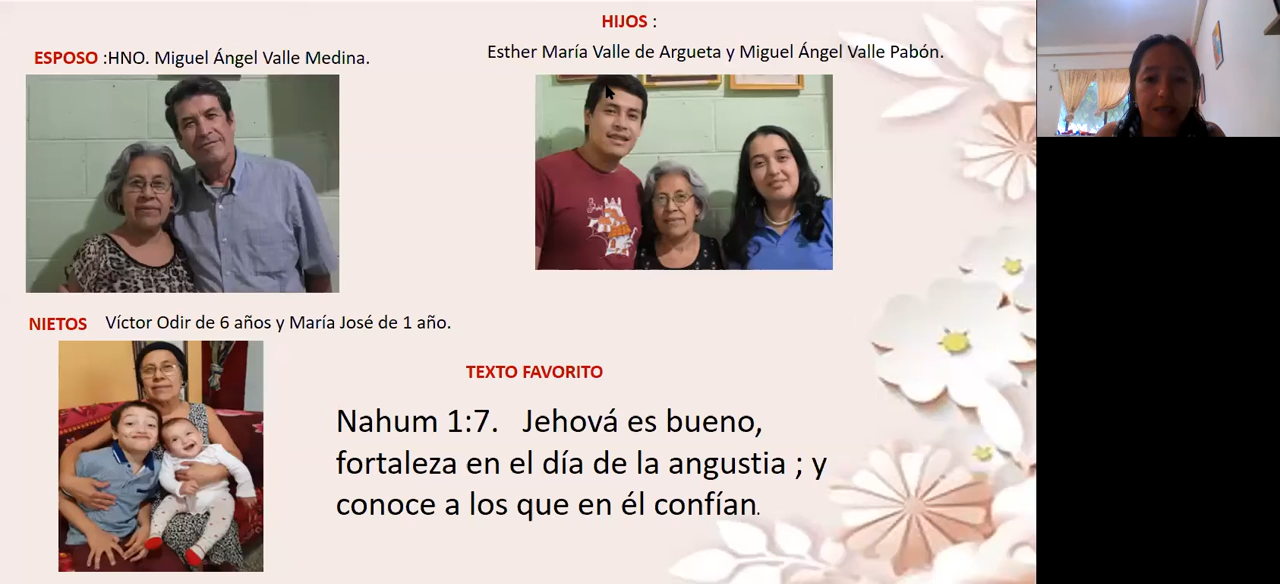 HIJOS :
ESPOSO :HNO. Miguel Ángel Valle Medina.
Esther María Valle de Argueta y Miguel Ángel Valle Pabón.
NIETOS Víctor Odir de 6 años y María José de 1 año.
TEXTO FAVORITO
Nahum 1:7. Jehová es bueno,
fortaleza en el día de la angustia ; y
conoce a los que en él confían.